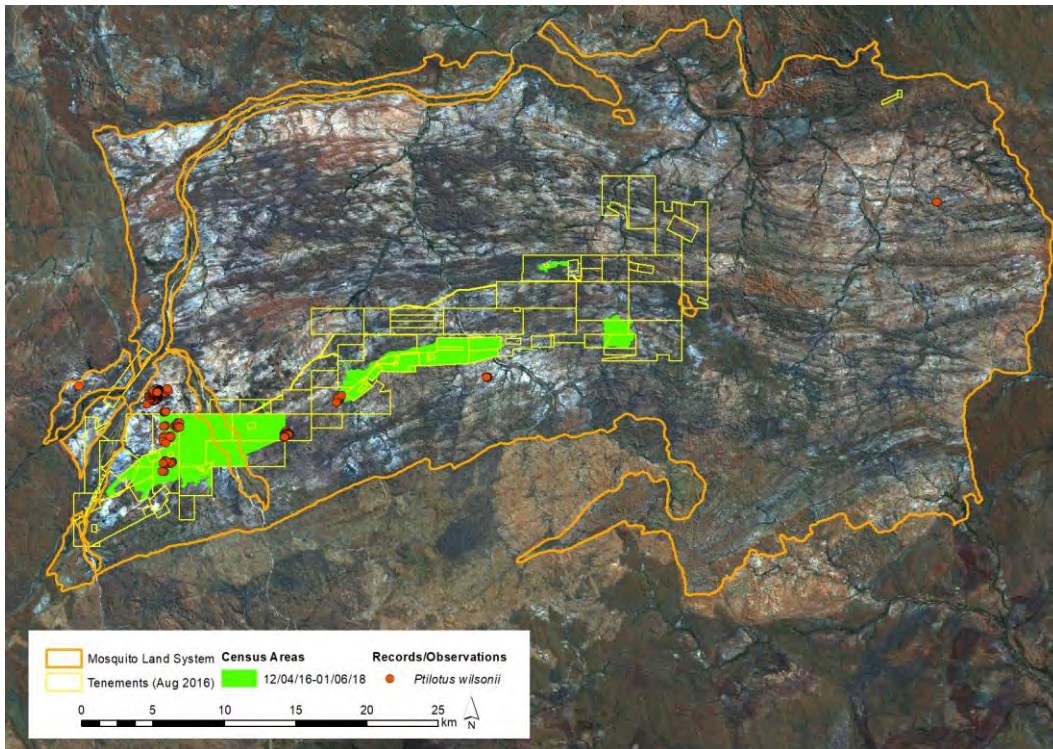 Mosquito Land System
Tenements (Aug 2016)
Census Areas
12/04/16-01/06/18
Records/Observations
Ptilotus wilsonii
0 5 10 15 20 25
km
N